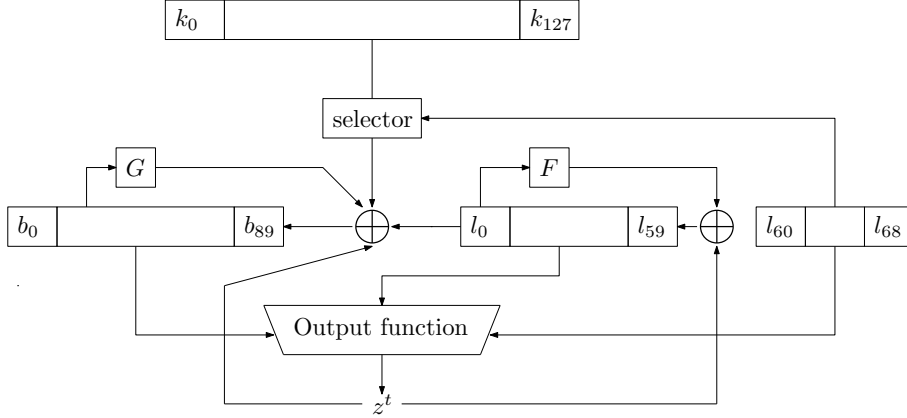 k₀ k₁₂₇
selector
G F
b₀ b₈₉ l₀ l₅₉ l₆₀ l₆₈
Output function
zᵗ